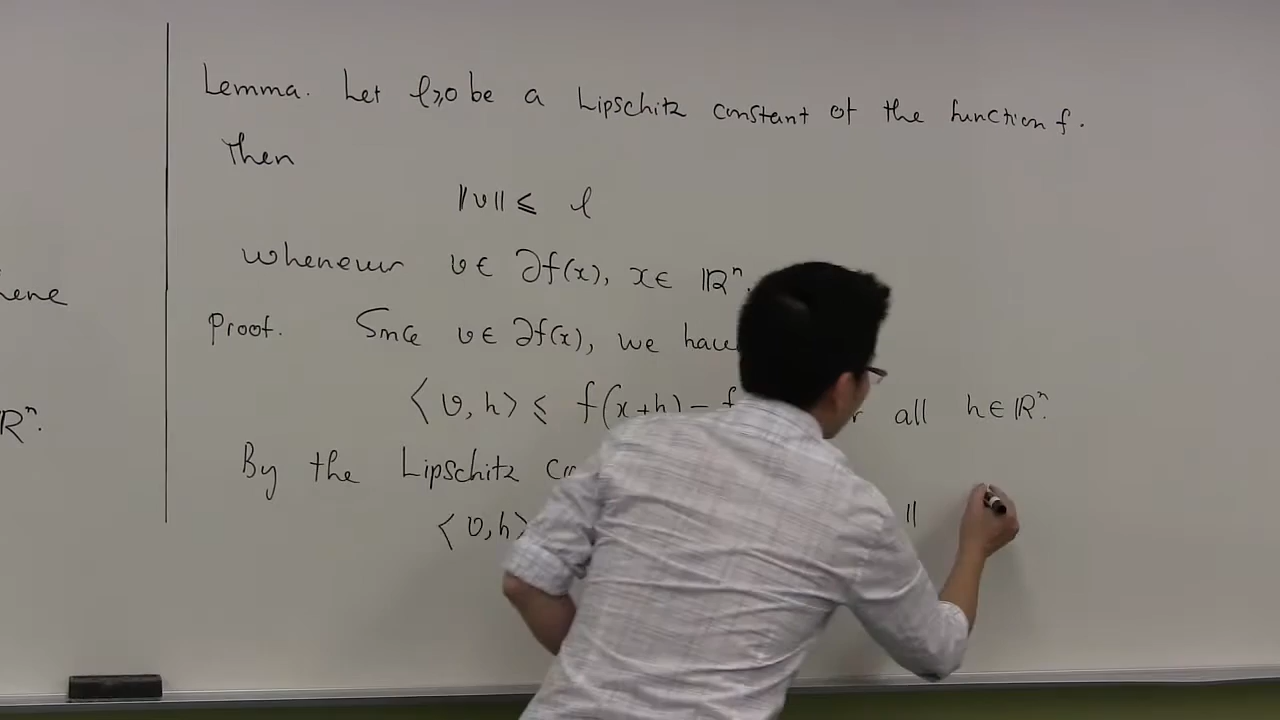 Lemma. Let ℓ⩾0 be a Lipschitz constant of the function f.
Then
‖v‖ ⩽ ℓ
whenever v ∈ ∂f(x), x ∈ ℝⁿ.
ene
Proof. Since v ∈ ∂f(x), we have
⟨v, h⟩ ⩽ f(x+h) – f all h ∈ ℝⁿ.
ℝⁿ.
By the Lipschitz
⟨v, h⟩ ‖